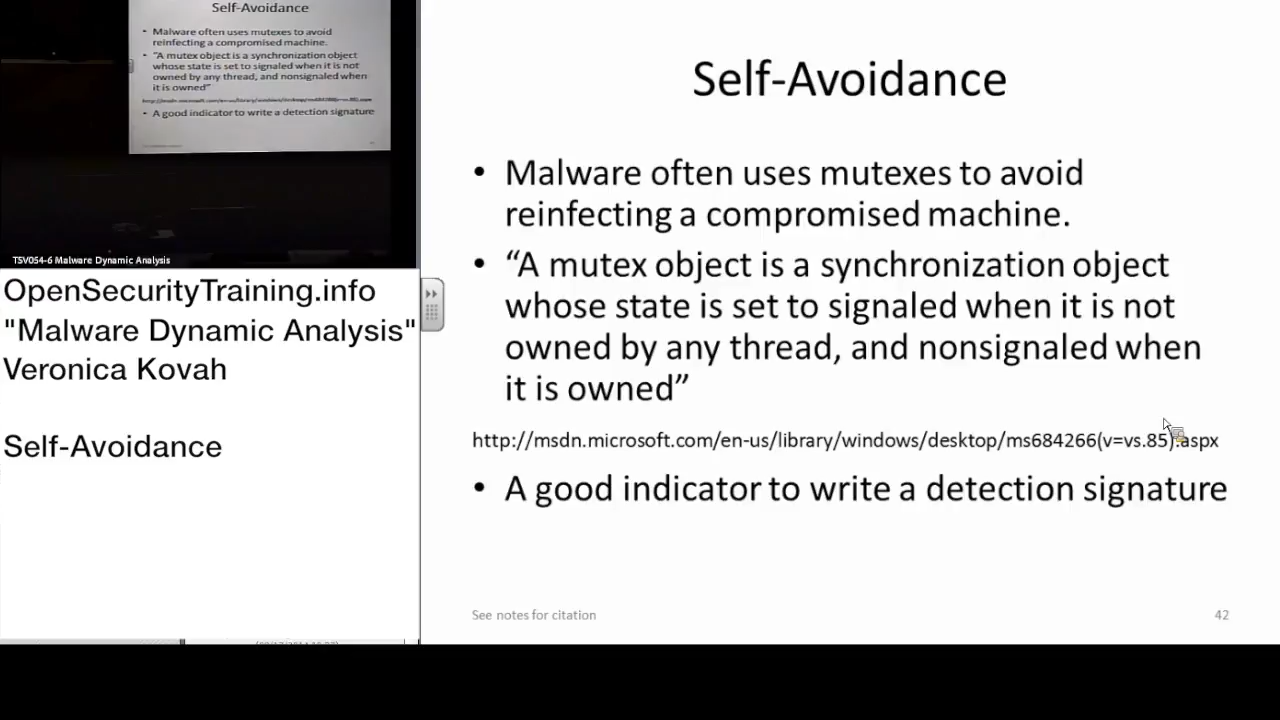 Self-Avoidance
• Malware often uses mutexes to avoid
reinfecting a compromised machine.
• "A mutex object is a synchronization object
whose state is set to signaled when it is not
owned by any thread, and nonsignaled when
it is owned"
• A good indicator to write a detection signature
TSV054-6 Malware Dynamic Analysis
OpenSecurityTraining.info
"Malware Dynamic Analysis"
Veronica Kovah
Self-Avoidance
Self-Avoidance
• Malware often uses mutexes to avoid
reinfecting a compromised machine.
• “A mutex object is a synchronization object
whose state is set to signaled when it is not
owned by any thread, and nonsignaled when
it is owned”
http://msdn.microsoft.com/en-us/library/windows/desktop/ms684266(v=vs.85).aspx
• A good indicator to write a detection signature
See notes for citation
42